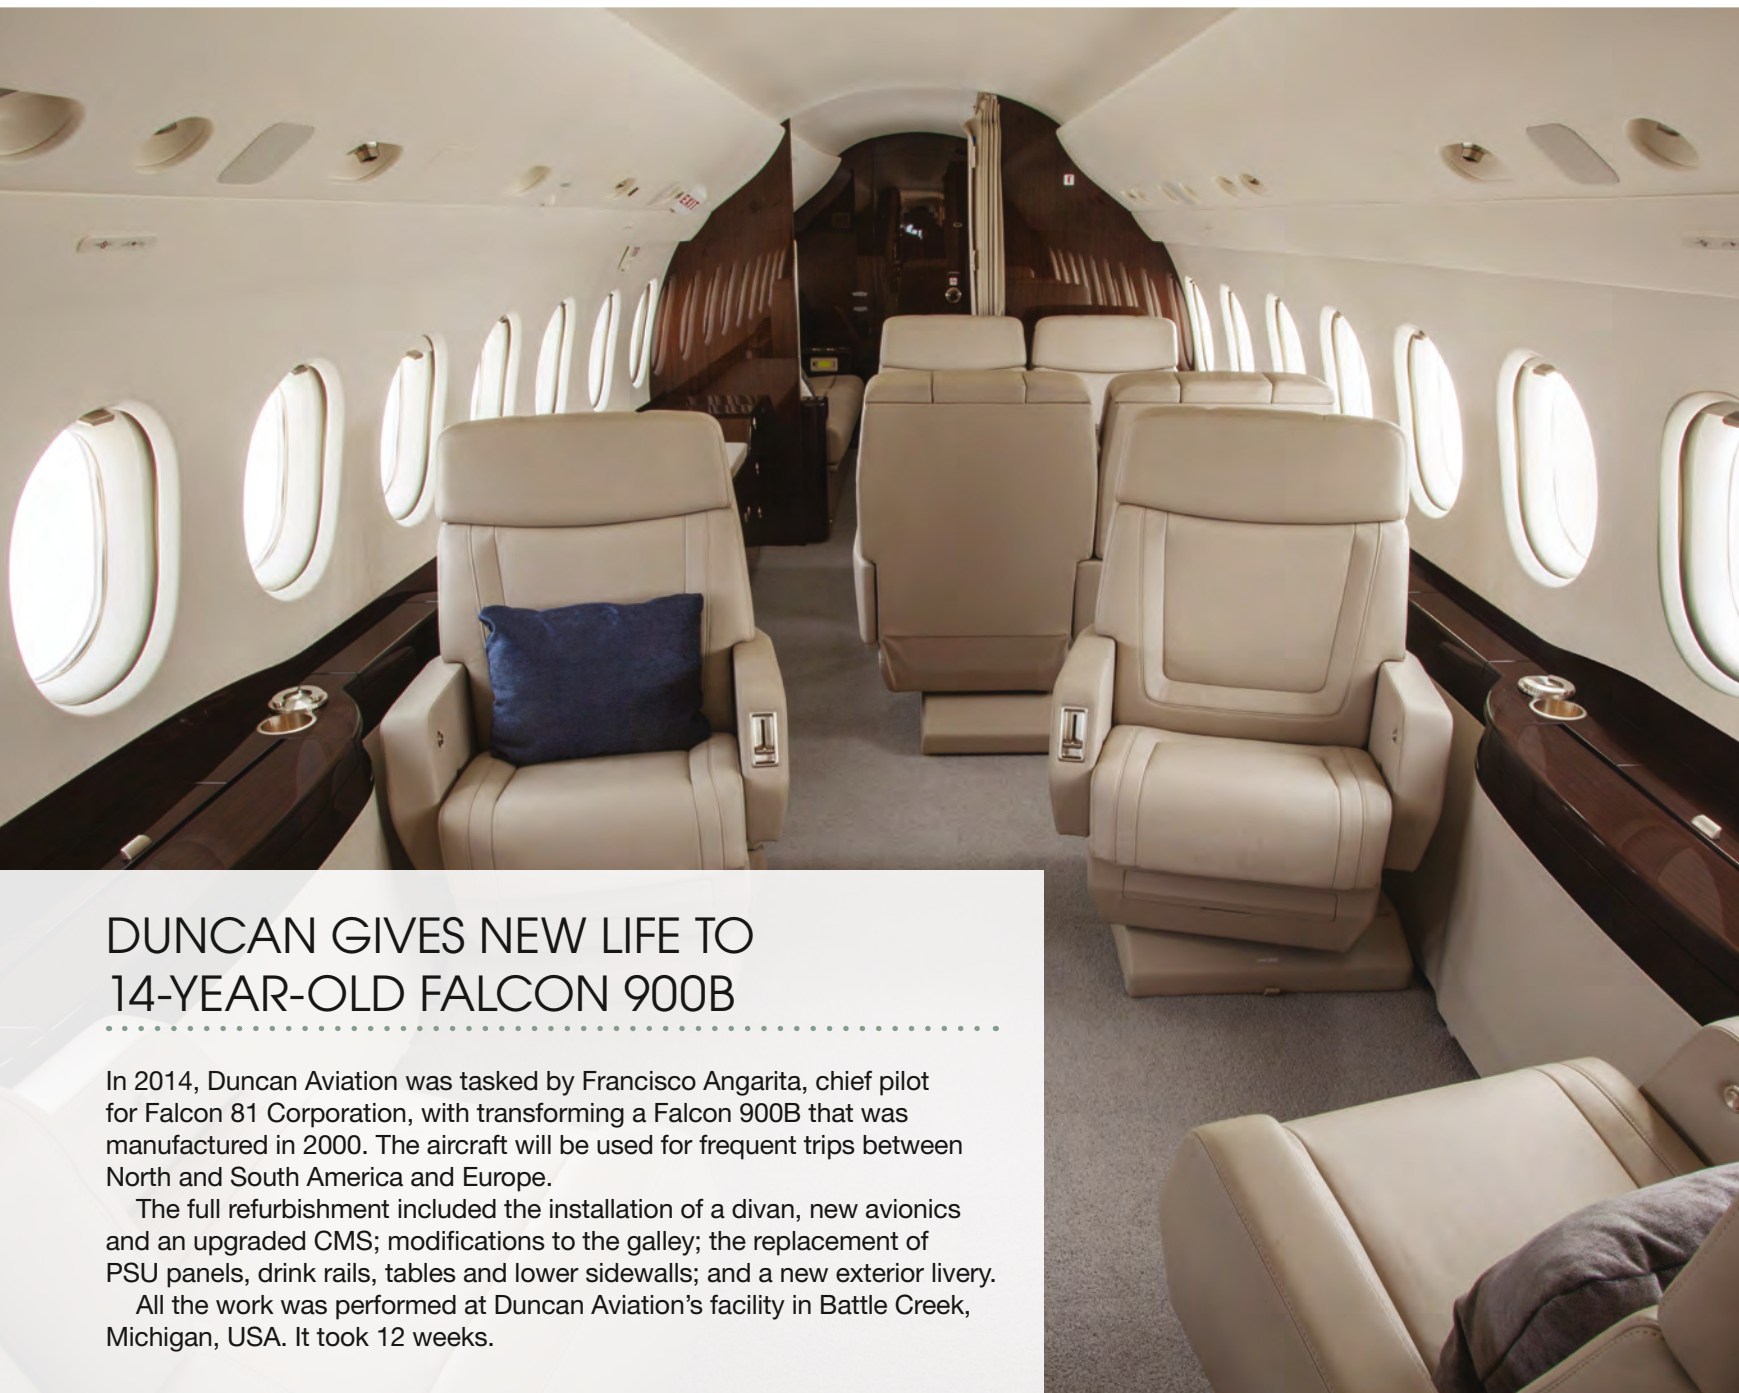 EXIT
DUNCAN GIVES NEW LIFE TO
14-YEAR-OLD FALCON 900B
In 2014, Duncan Aviation was tasked by Francisco Angarita, chief pilot
for Falcon 81 Corporation, with transforming a Falcon 900B that was
manufactured in 2000. The aircraft will be used for frequent trips between
North and South America and Europe.
The full refurbishment included the installation of a divan, new avionics
and an upgraded CMS; modifications to the galley; the replacement of
PSU panels, drink rails, tables and lower sidewalls; and a new exterior livery.
All the work was performed at Duncan Aviation’s facility in Battle Creek,
Michigan, USA. It took 12 weeks.